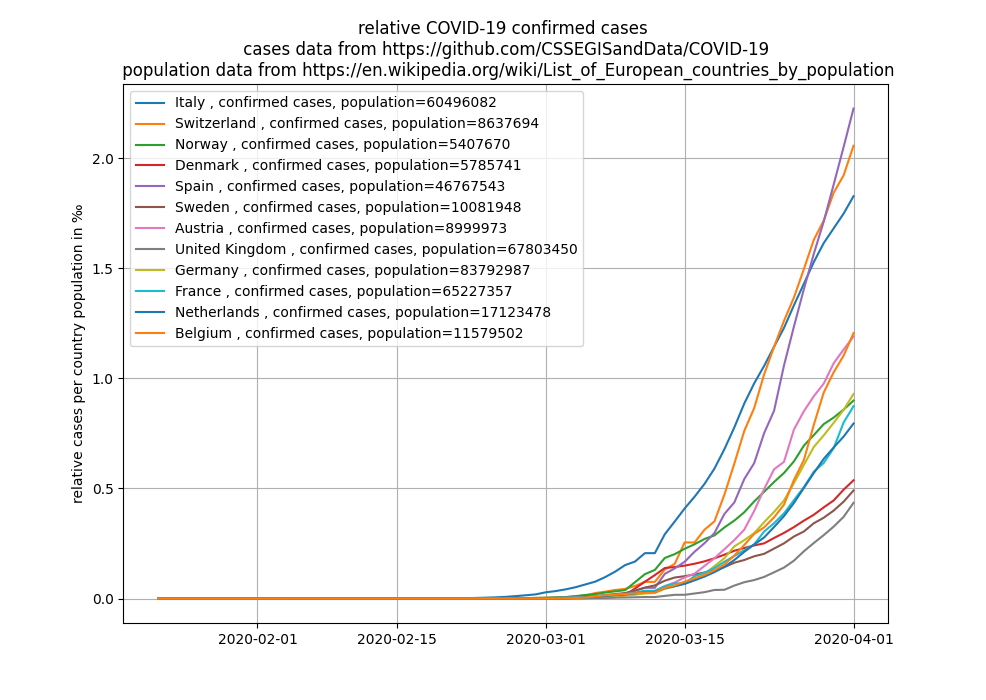 relative COVID-19 confirmed cases
cases data from https://github.com/CSSEGISandData/COVID-19
population data from https://en.wikipedia.org/wiki/List_of_European_countries_by_population
Italy , confirmed cases, population=60496082
Switzerland , confirmed cases, population=8637694
Norway , confirmed cases, population=5407670
Denmark , confirmed cases, population=5785741
Spain , confirmed cases, population=46767543
Sweden , confirmed cases, population=10081948
Austria , confirmed cases, population=8999973
United Kingdom , confirmed cases, population=67803450
Germany , confirmed cases, population=83792987
France , confirmed cases, population=65227357
Netherlands , confirmed cases, population=17123478
Belgium , confirmed cases, population=11579502
relative cases per country population in ‰
2.0
1.5
1.0
0.5
0.0
2020-02-01 2020-02-15 2020-03-01 2020-03-15 2020-04-01